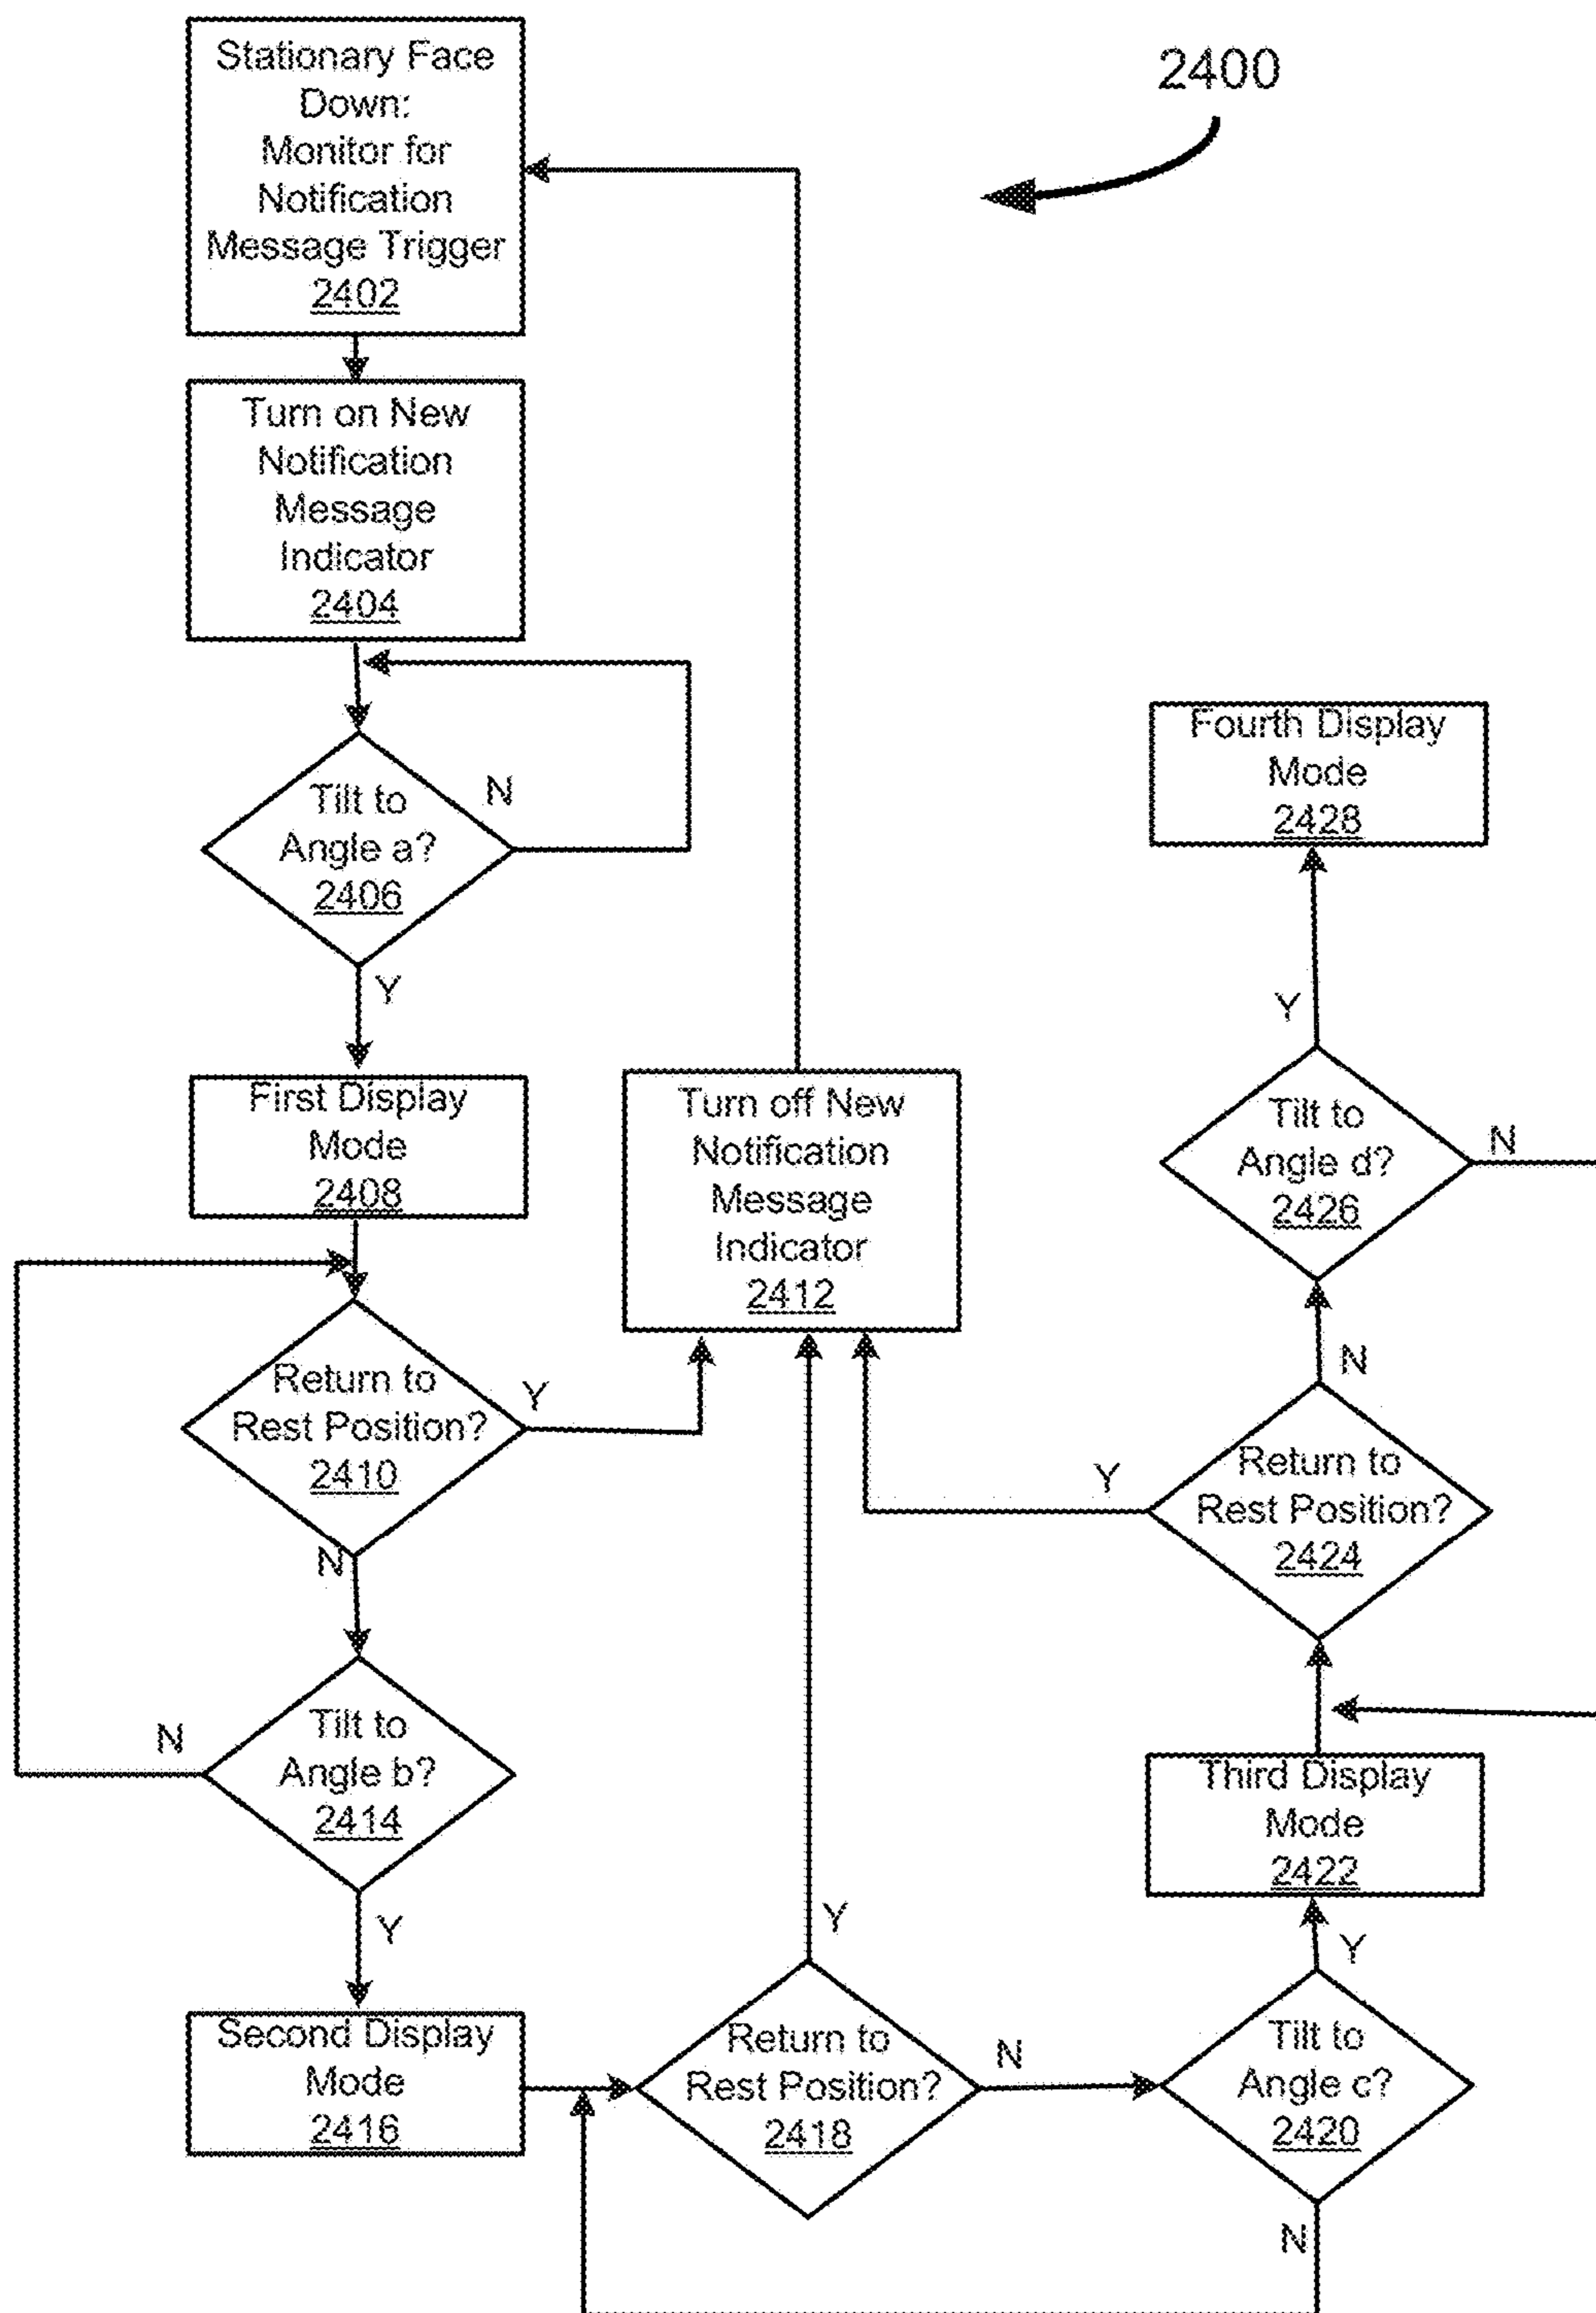 2400
Stationary Face
Down:
Monitor for
Notification
Message Trigger
2402
Turn on New
Notification
Message
Indicator
2404
Tilt to
Angle a?
2406
N
Y
First Display
Mode
2408
Return to
Rest Position?
2410
Y
N
Turn off New
Notification
Message
Indicator
2412
Tilt to
Angle b?
2414
N
Y
Second Display
Mode
2416
Return to
Rest Position?
2418
Y
N
Tilt to
Angle c?
2420
Y
N
Third Display
Mode
2422
Return to
Rest Position?
2424
Y
N
Tilt to
Angle d?
2426
Y
N
Fourth Display
Mode
2428